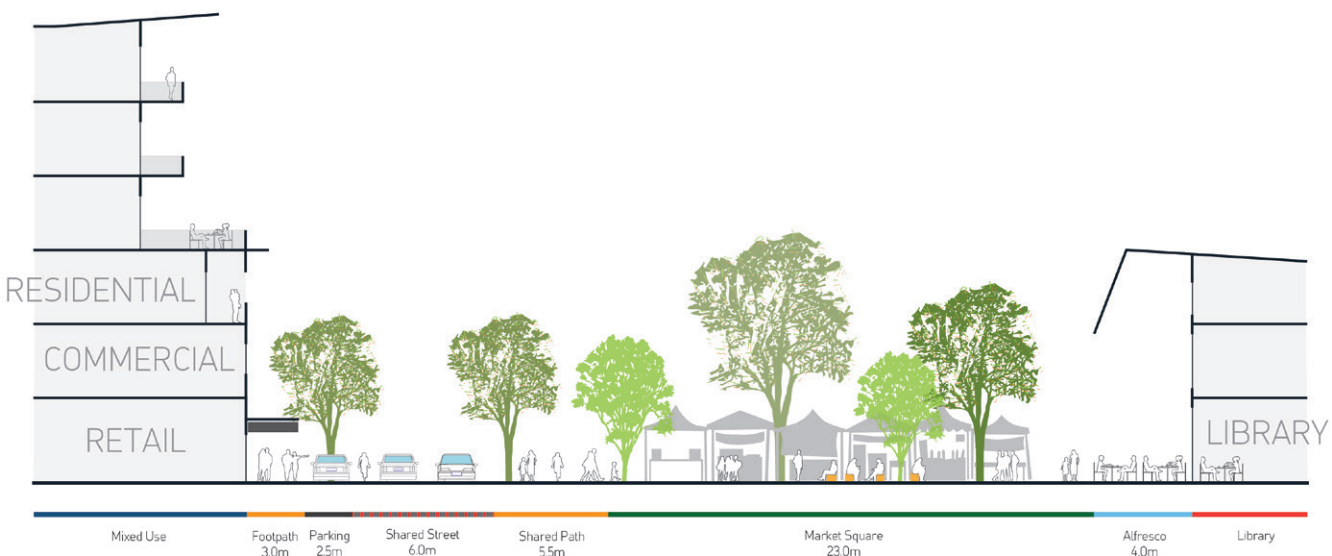 RESIDENTIAL
COMMERCIAL
RETAIL
LIBRARY
Mixed Use
Footpath
3.0m
Parking
2.5m
Shared Street
6.0m
Shared Path
5.5m
Market Square
23.0m
Alfresco
4.0m
Library